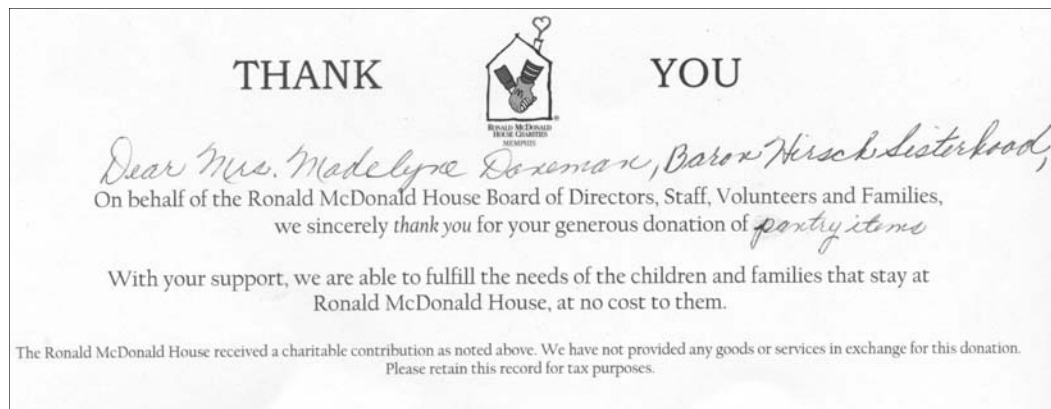 THANK YOU
RONALD McDONALD
HOUSE CHARITIES
MEMPHIS
Dear Mrs. Madelyne Doneman, Baron Hirsch Sisterhood,
On behalf of the Ronald McDonald House Board of Directors, Staff, Volunteers and Families,
we sincerely thank you for your generous donation of pantry items
With your support, we are able to fulfill the needs of the children and families that stay at
Ronald McDonald House, at no cost to them.
The Ronald McDonald House received a charitable contribution as noted above. We have not provided any goods or services in exchange for this donation.
Please retain this record for tax purposes.